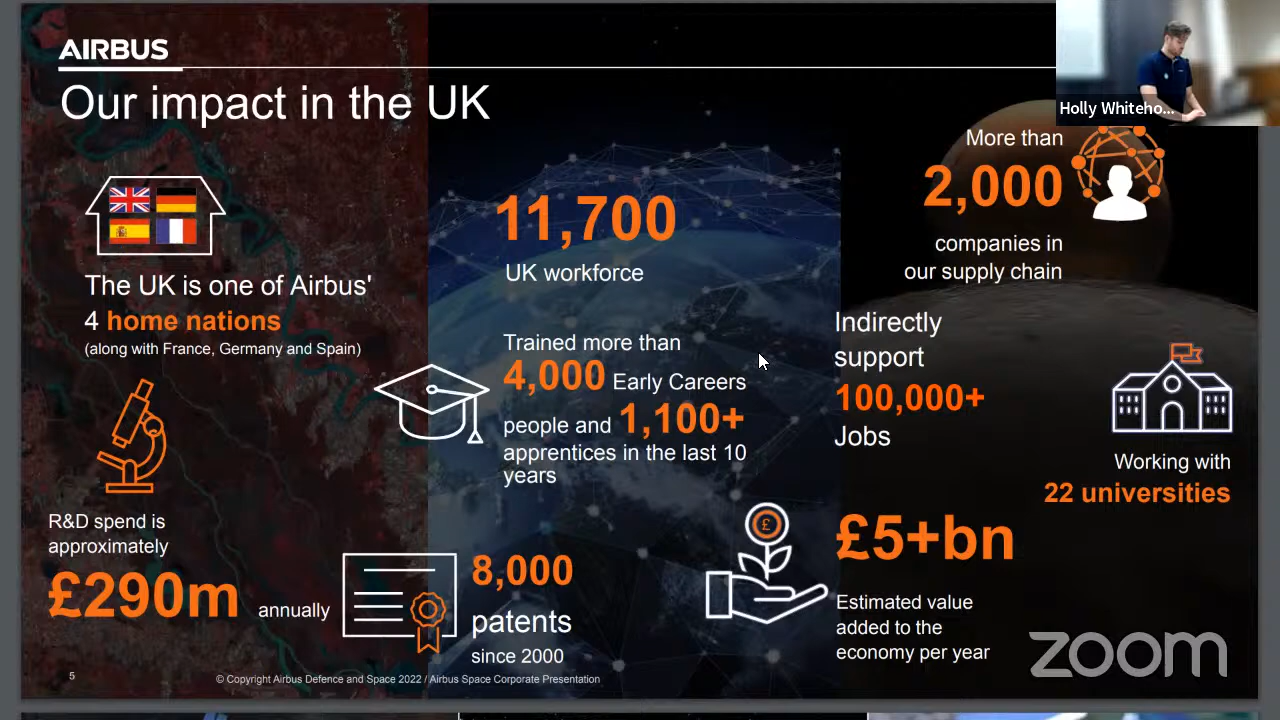 AIRBUS
Our impact in the UK
Holly Whiteho...
The UK is one of Airbus'
4 home nations
(along with France, Germany and Spain)
R&D spend is
approximately
£290m annually
11,700
UK workforce
Trained more than
4,000 Early Careers
people and 1,100+
apprentices in the last 10
years
8,000
patents
since 2000
More than
2,000
companies in
our supply chain
Indirectly
support
100,000+
Jobs
Working with
22 universities
£
£5+bn
Estimated value
added to the
economy per year
zoom
5
© Copyright Airbus Defence and Space 2022 / Airbus Space Corporate Presentation